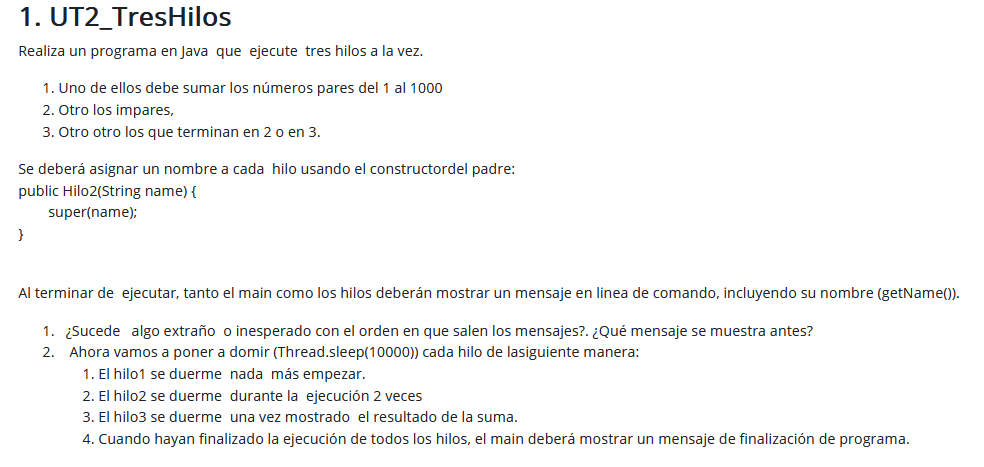 1. UT2_TresHilos
Realiza un programa en Java que ejecute tres hilos a la vez.
1. Uno de ellos debe sumar los números pares del 1 al 1000
2. Otro los impares,
3. Otro otro los que terminan en 2 o en 3.
Se deberá asignar un nombre a cada hilo usando el constructordel padre:
public Hilo2(String name) {
super(name);
}
Al terminar de ejecutar, tanto el main como los hilos deberán mostrar un mensaje en linea de comando, incluyendo su nombre (getName()).
1. ¿Sucede algo extraño o inesperado con el orden en que salen los mensajes?. ¿Qué mensaje se muestra antes?
2. Ahora vamos a poner a domir (Thread.sleep(10000)) cada hilo de lasiguiente manera:
1. El hilo1 se duerme nada más empezar.
2. El hilo2 se duerme durante la ejecución 2 veces
3. El hilo3 se duerme una vez mostrado el resultado de la suma.
4. Cuando hayan finalizado la ejecución de todos los hilos, el main deberá mostrar un mensaje de finalización de programa.